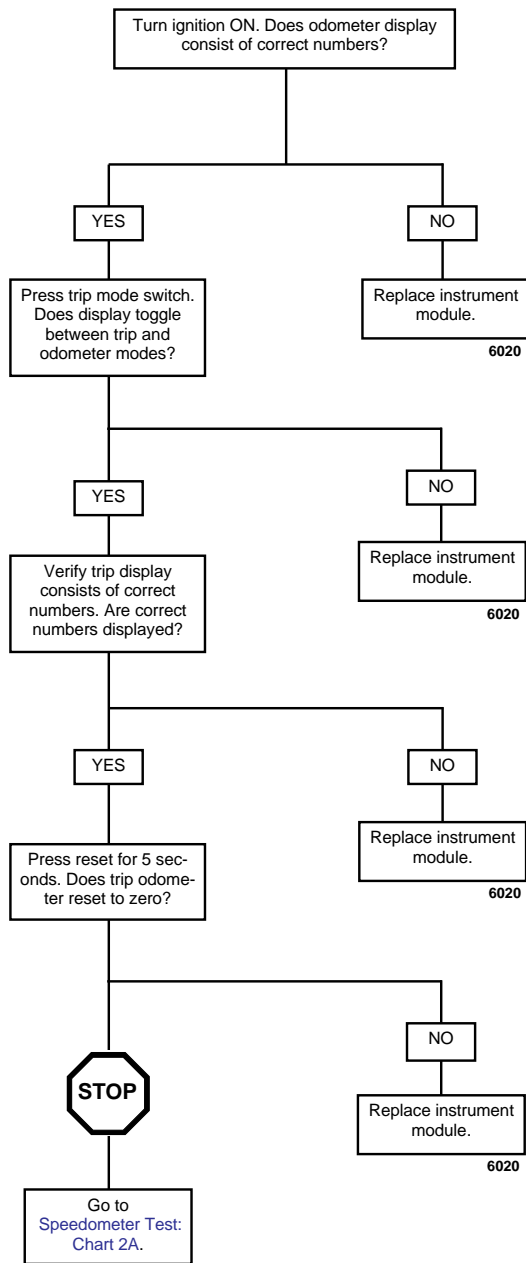 Turn ignition ON. Does odometer display
consist of correct numbers?
YES
NO
Press trip mode switch.
Does display toggle
between trip and
odometer modes?
Replace instrument
module.
6020
YES
NO
Verify trip display
consists of correct
numbers. Are correct
numbers displayed?
Replace instrument
module.
6020
YES
NO
Press reset for 5 sec-
onds. Does trip odome-
ter reset to zero?
Replace instrument
module.
6020
STOP
NO
Replace instrument
module.
6020
Go to
Speedometer Test:
Chart 2A.